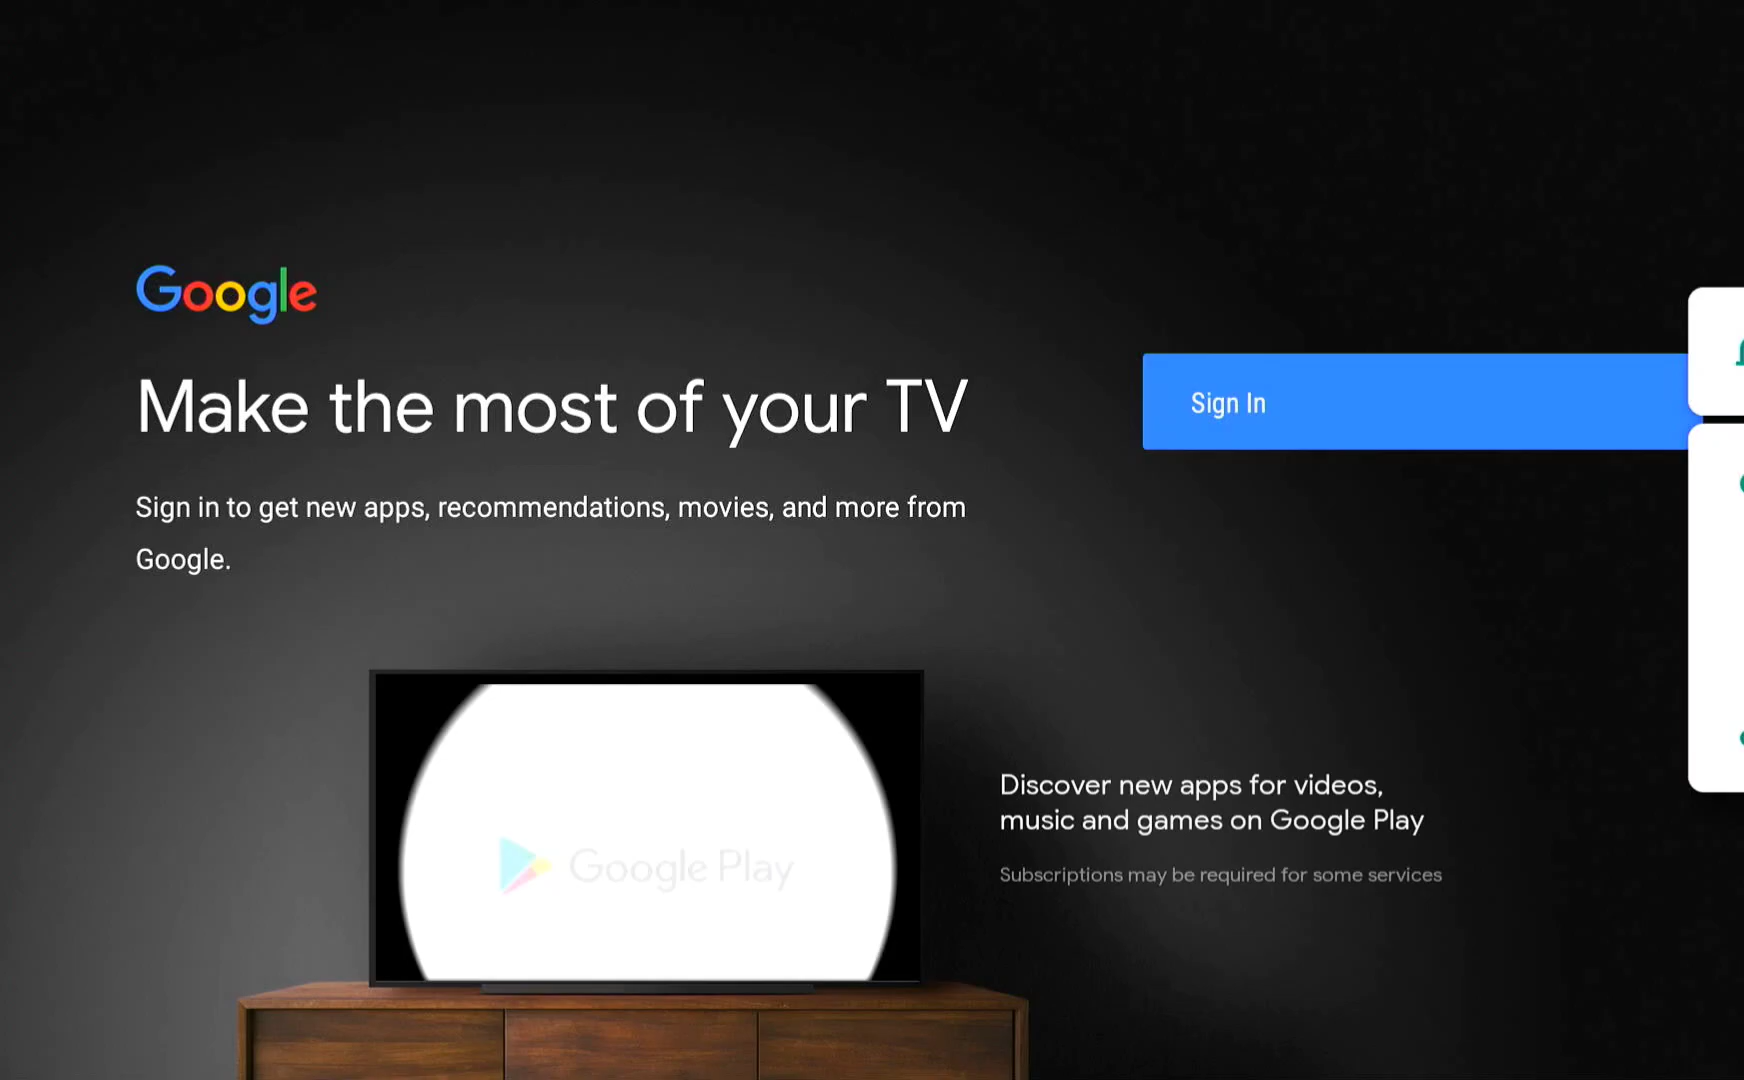 Google
Make the most of your TV
Sign In
Sign in to get new apps, recommendations, movies, and more from
Google.
Google Play
Discover new apps for videos,
music and games on Google Play
Subscriptions may be required for some services